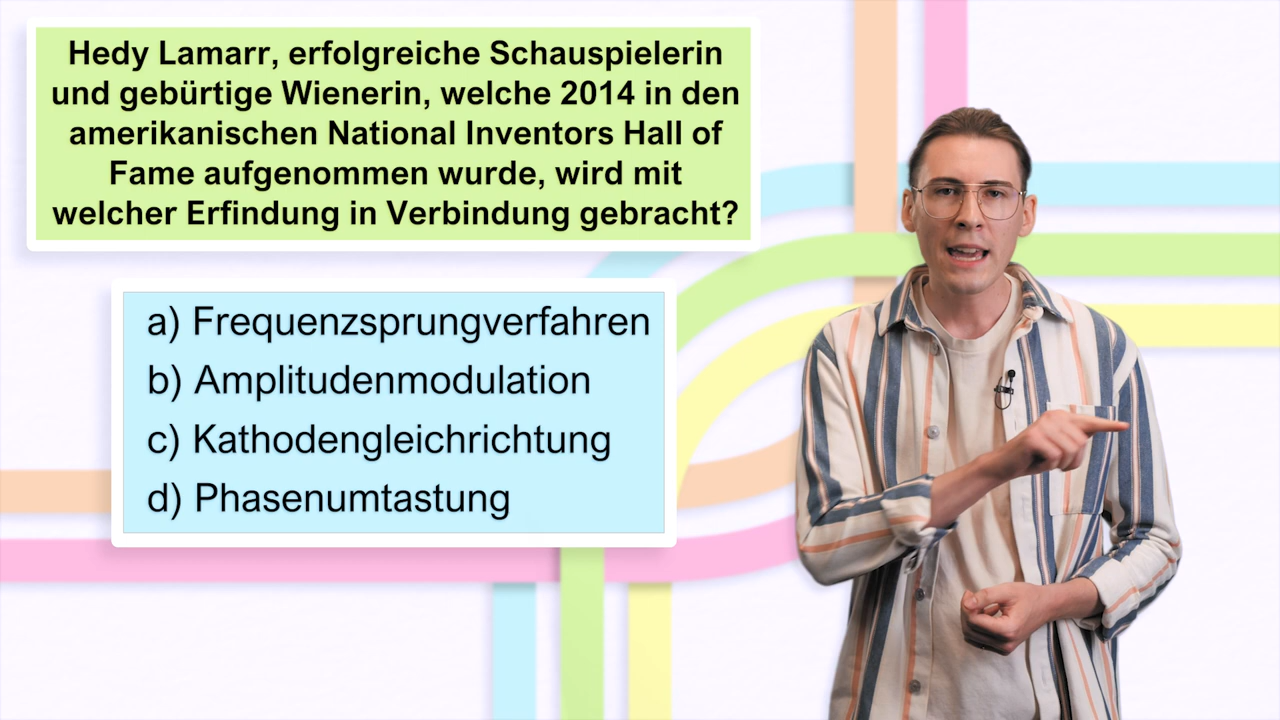 Hedy Lamarr, erfolgreiche Schauspielerin
und gebürtige Wienerin, welche 2014 in den
amerikanischen National Inventors Hall of
Fame aufgenommen wurde, wird mit
welcher Erfindung in Verbindung gebracht?
a) Frequenzsprungverfahren
b) Amplitudenmodulation
c) Kathodengleichrichtung
d) Phasenumtastung